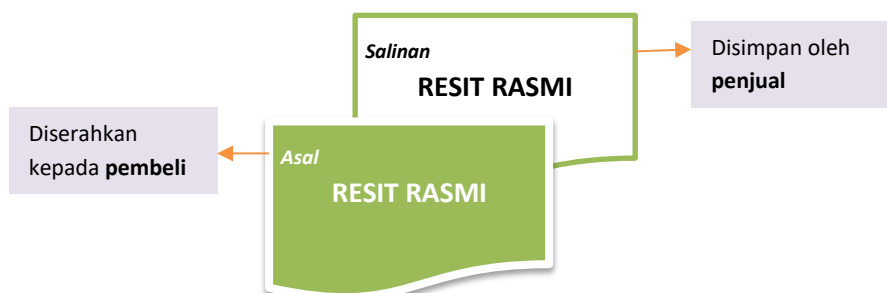 Salinan
RESIT RASMI
Disimpan oleh
penjual
Diserahkan
kepada pembeli
Asal
RESIT RASMI